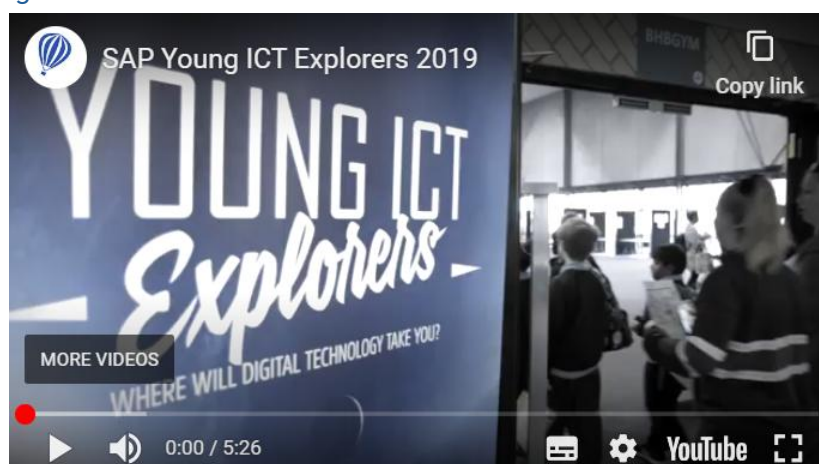 SAP Young ICT Explorers 2019
BHBGYM
Copy link
YOUNG ICT
Explorers
WHERE WILL DIGITAL TECHNOLOGY TAKE YOU?
MORE VIDEOS
0:00 / 5:26
YouTube